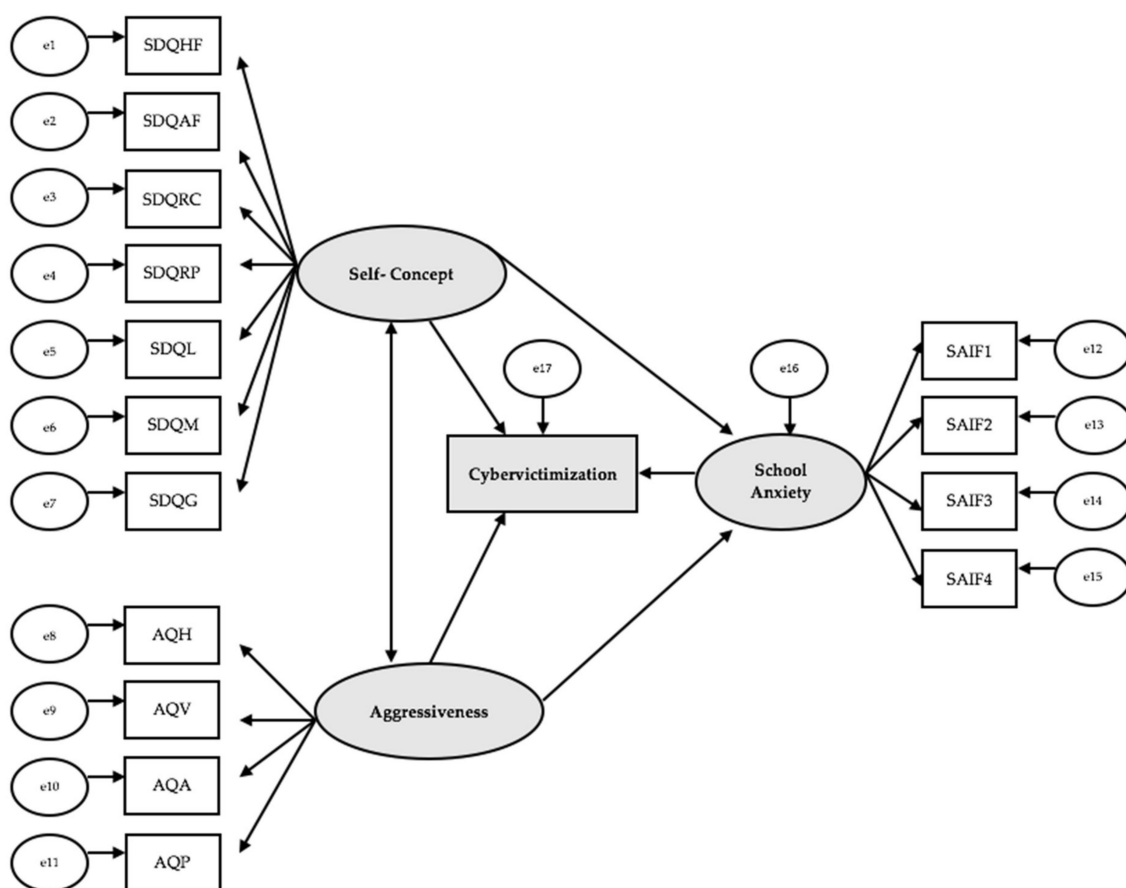 e1
SDQHF
e2
SDQAF
e3
SDQRC
e4
SDQRP
e5
SDQL
e6
SDQM
e7
SDQG
Self- Concept
e17
e16
Cybervictimization
School
Anxiety
SAIF1
e12
SAIF2
e13
SAIF3
e14
SAIF4
e15
e8
AQH
e9
AQV
e10
AQA
e11
AQP
Aggressiveness